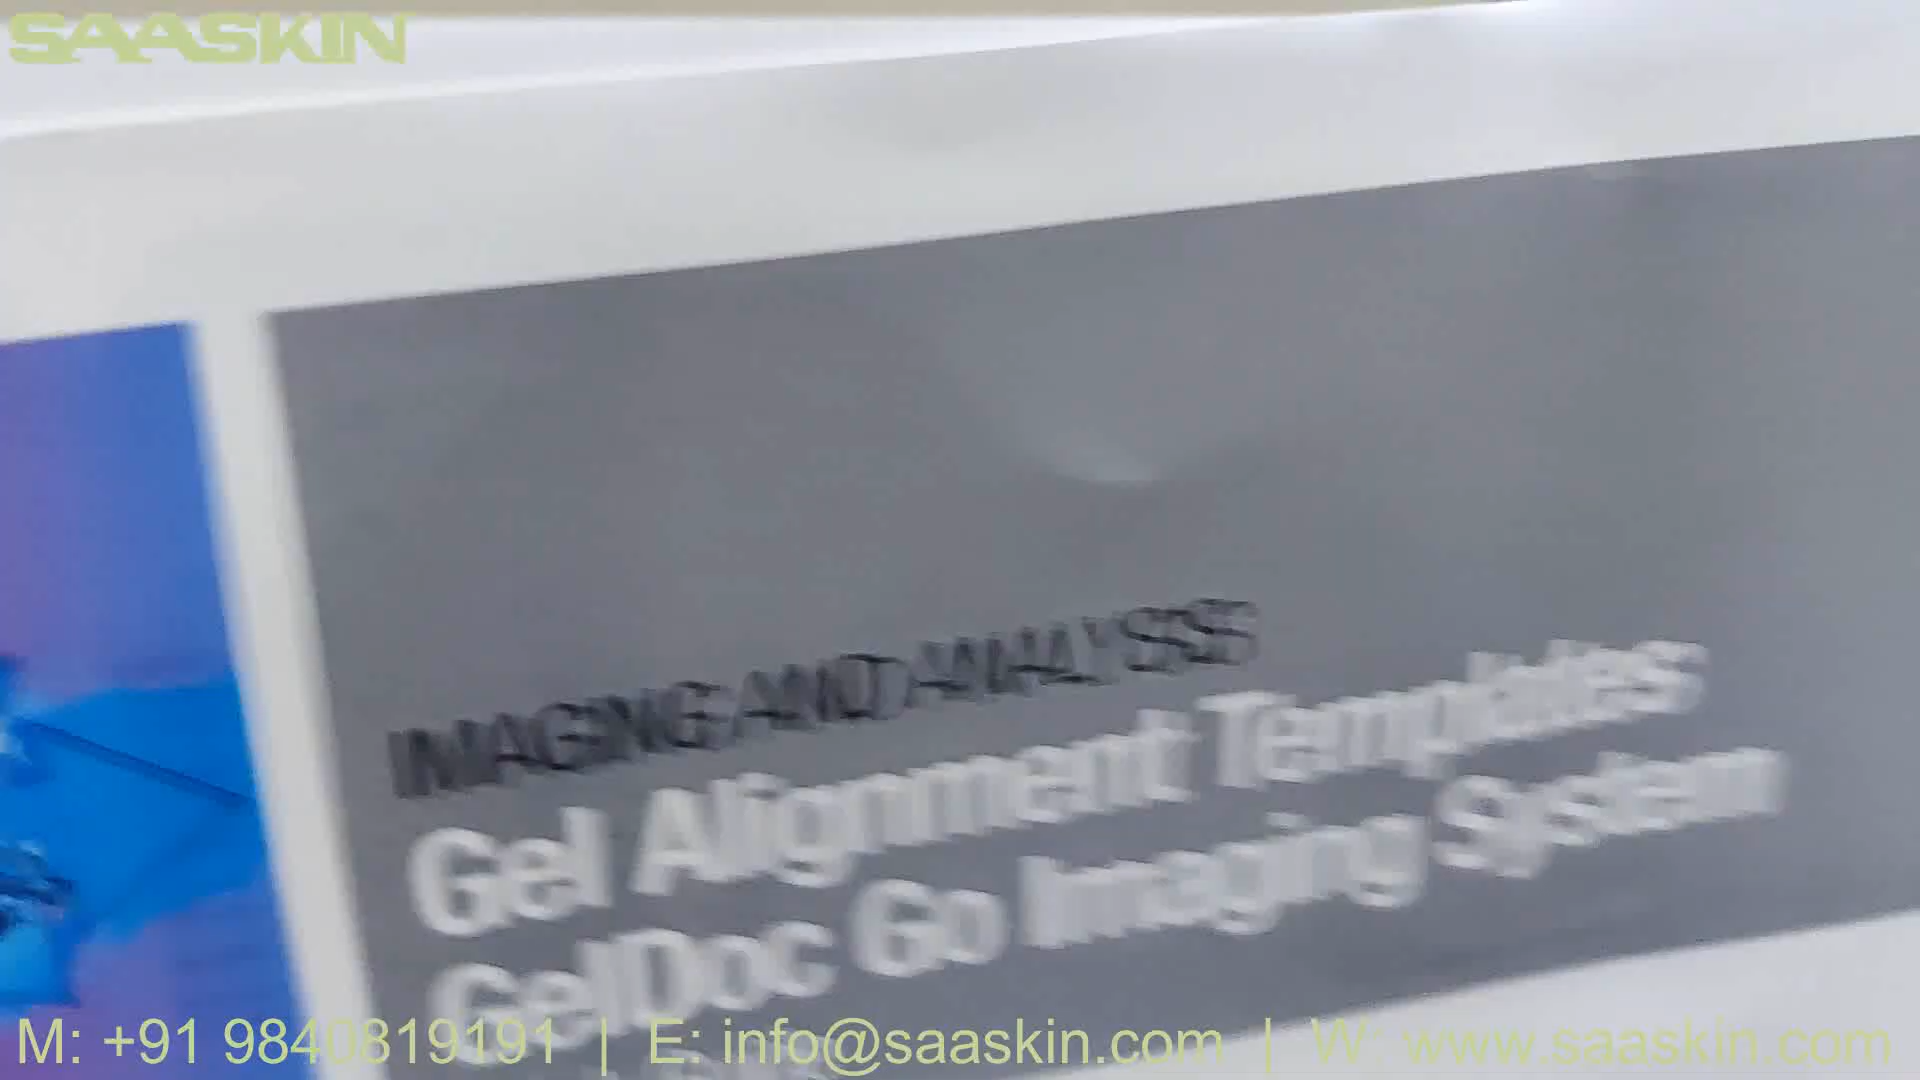 SAASKIN
IMAGING AND ANALYSIS
Gel Alignment Templates
GelDoc Go Imaging System
M: +91 9840819191 | E: info@saaskin.com | W: www.saaskin.com